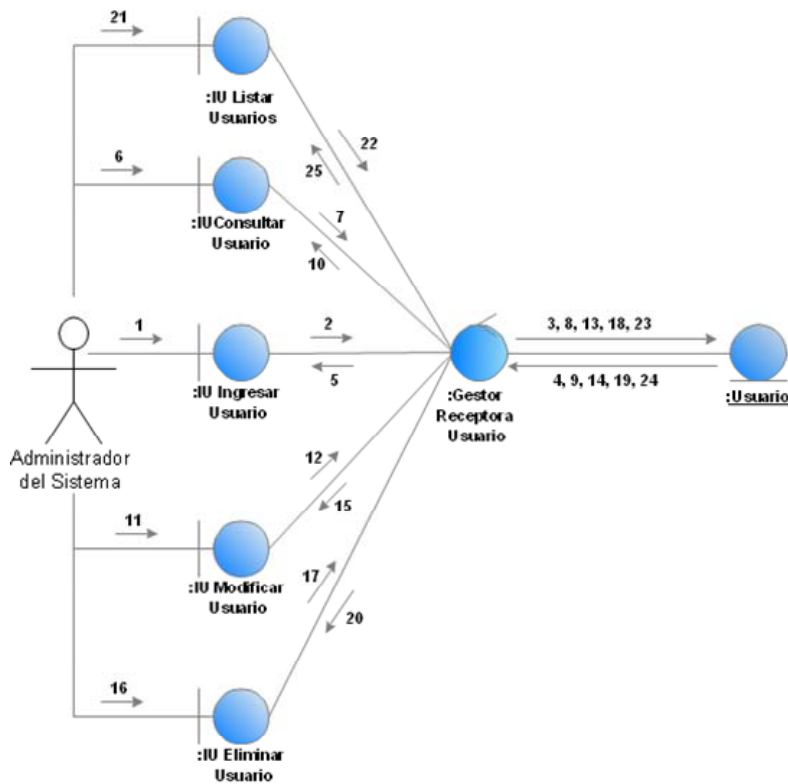 21
:IU Listar
Usuarios
22
25
6
:IUConsultar
Usuario
7
10
1
:IU Ingresar
Usuario
2
5
3, 8, 13, 18, 23
4, 9, 14, 19, 24
:Gestor
Receptora
Usuario
:Usuario
Administrador
del Sistema
12
15
11
:IU Modificar
Usuario
17
20
16
:IU Eliminar
Usuario